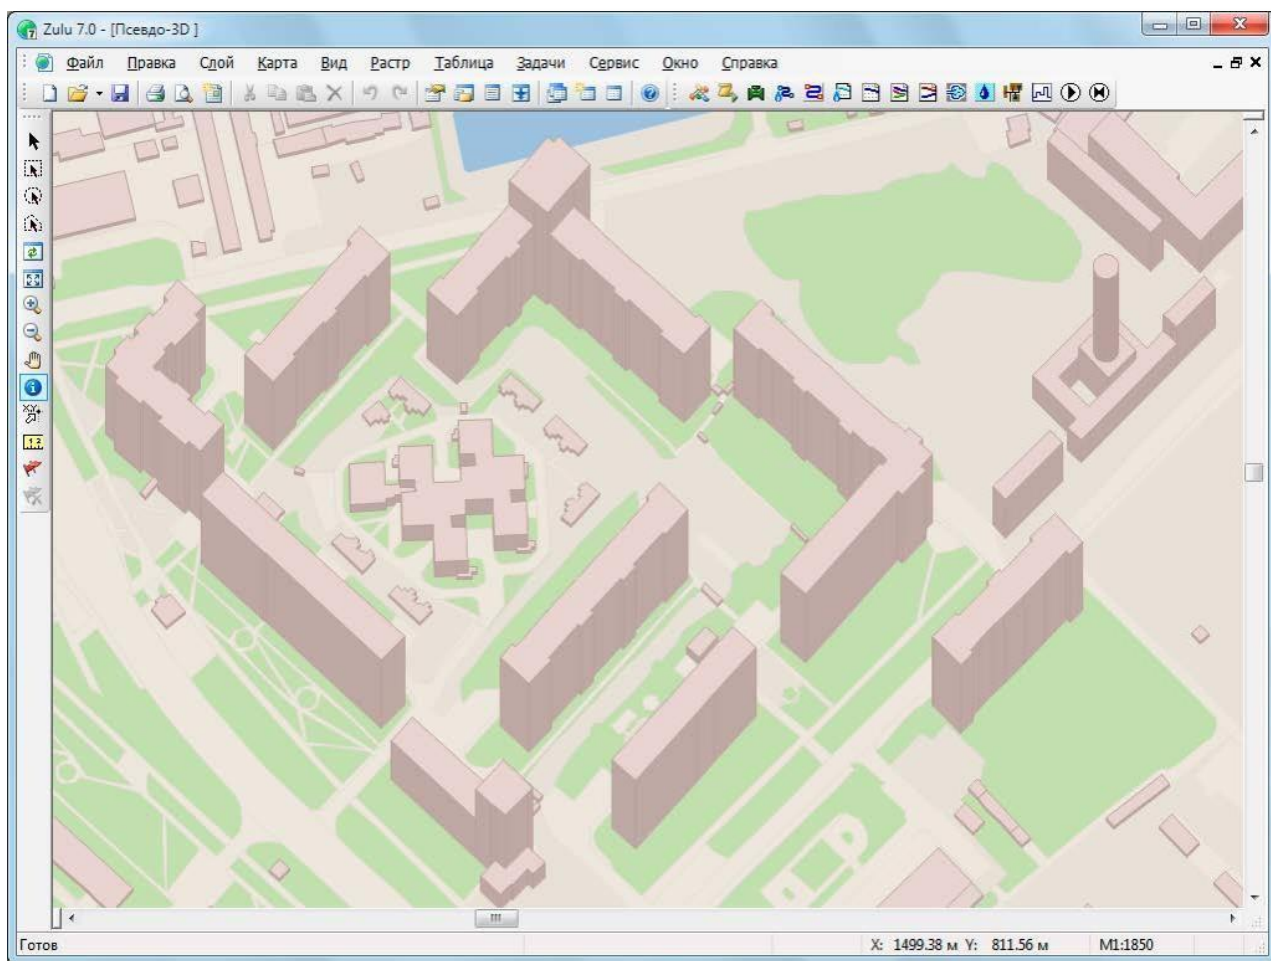 Zulu 7.0 - [Псевдо-3D ]
Файл Правка Слой Карта Вид Растр Таблица Задачи Сервис Окно Справка
Готов X: 1499.38 м Y: 811.56 м М1:1850